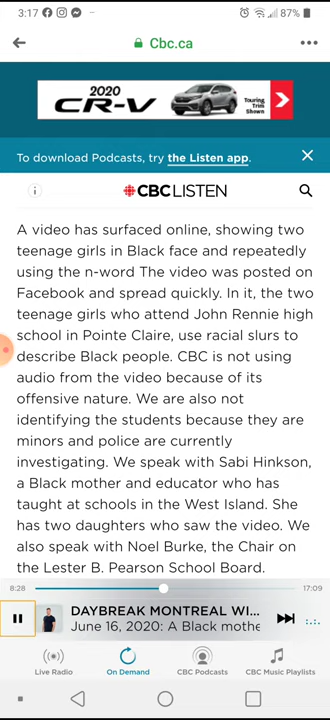 3:17
87%
Cbc.ca
2020
CR-V
Touring
Trim
Shown
To download Podcasts, try the Listen app.
CBC LISTEN
A video has surfaced online, showing two
teenage girls in Black face and repeatedly
using the n-word The video was posted on
Facebook and spread quickly. In it, the two
teenage girls who attend John Rennie high
school in Pointe Claire, use racial slurs to
describe Black people. CBC is not using
audio from the video because of its
offensive nature. We are also not
identifying the students because they are
minors and police are currently
investigating. We speak with Sabi Hinkson,
a Black mother and educator who has
taught at schools in the West Island. She
has two daughters who saw the video. We
also speak with Noel Burke, the Chair on
the Lester B. Pearson School Board.
8:28
17:09
DAYBREAK MONTREAL WI...
June 16, 2020: A Black mothe
Live Radio
On Demand
CBC Podcasts
CBC Music Playlists